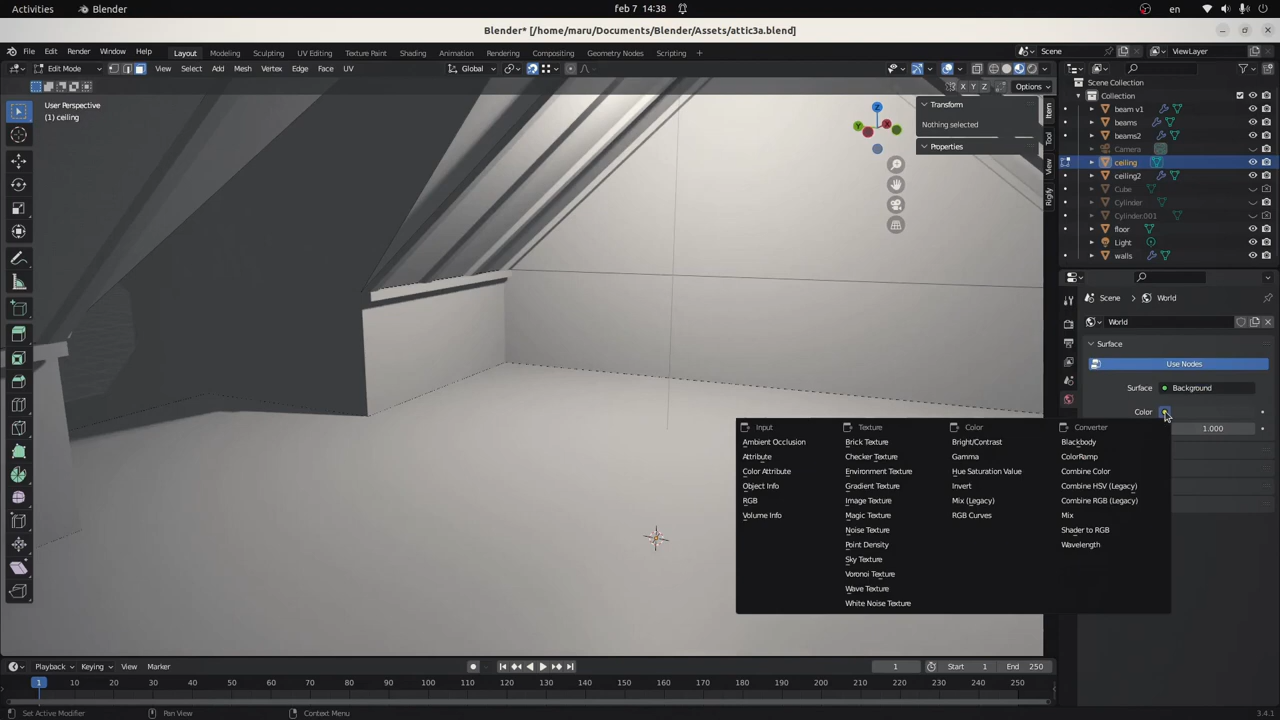 Activities
Blender
feb 7 14:38
en
Blender* [/home/maru/Documents/Blender/Assets/attic3a.blend]
File Edit Render Window Help
Layout Modeling Sculpting UV Editing Texture Paint Shading Animation Rendering Compositing Geometry Nodes Scripting +
Scene
ViewLayer
Edit Mode
View Select Add Mesh Vertex Edge Face UV
Global
X Y Z
Options
User Perspective
(1) ceiling
Transform
Nothing selected
Properties
Item
Tool
View
Rigify
Z
Y
X
Scene Collection
Collection
beam v1
beams
beams2
Camera
ceiling
ceiling2
Cube
Cylinder
Cylinder.001
floor
Light
walls
Scene > World
World
Surface
Use Nodes
Surface Background
Color
1.000
Input Texture Color Converter
Ambient Occlusion Brick Texture Bright/Contrast Blackbody
Attribute Checker Texture Gamma ColorRamp
Color Attribute Environment Texture Hue Saturation Value Combine Color
Object Info Gradient Texture Invert Combine HSV (Legacy)
RGB Image Texture Mix (Legacy) Combine RGB (Legacy)
Volume Info Magic Texture RGB Curves Mix
Noise Texture Shader to RGB
Point Density Wavelength
Sky Texture
Voronoi Texture
Wave Texture
White Noise Texture
Playback Keying View Marker
1
Start 1
End 250
1 10 20 30 40 50 60 70 80 90 100 110 120 130 140 150 160 170 180 190 200 210 220 230 240 250
Set Active Modifier
Pan View
Context Menu
3.4.1